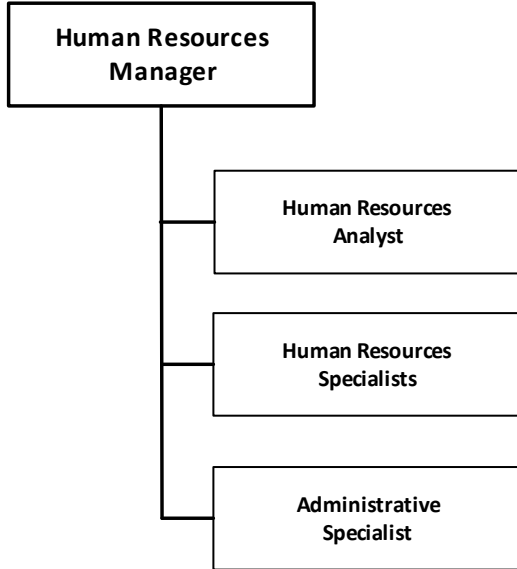 Human Resources
Manager
Human Resources
Analyst
Human Resources
Specialists
Administrative
Specialist